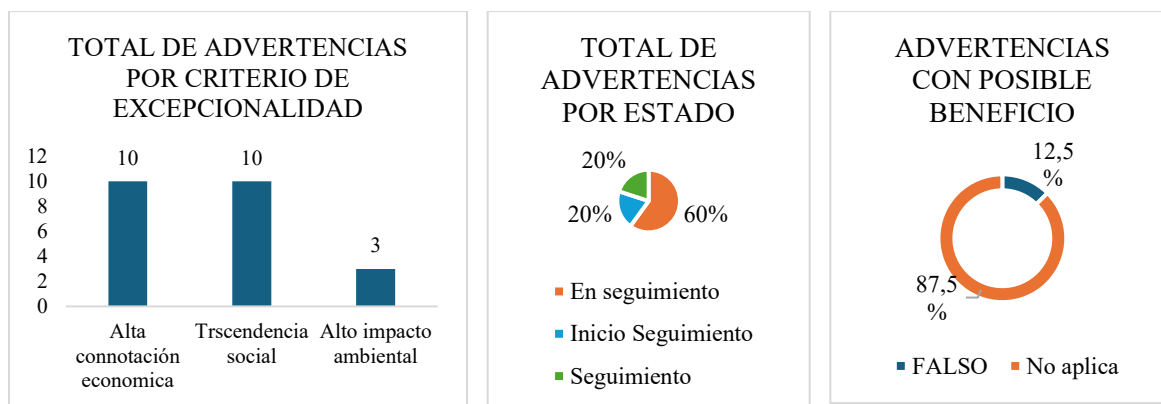 TOTAL DE ADVERTENCIAS
POR CRITERIO DE
EXCEPCIONALIDAD
12
10
8
6
4
2
0
10
10
3
Alta
connotación
economica
Trscendencia
social
Alto impacto
ambiental
TOTAL DE
ADVERTENCIAS
POR ESTADO
20%
20%
60%
En seguimiento
Inicio Seguimiento
Seguimiento
ADVERTENCIAS
CON POSIBLE
BENEFICIO
12,5
%
87,5
%
FALSO
No aplica